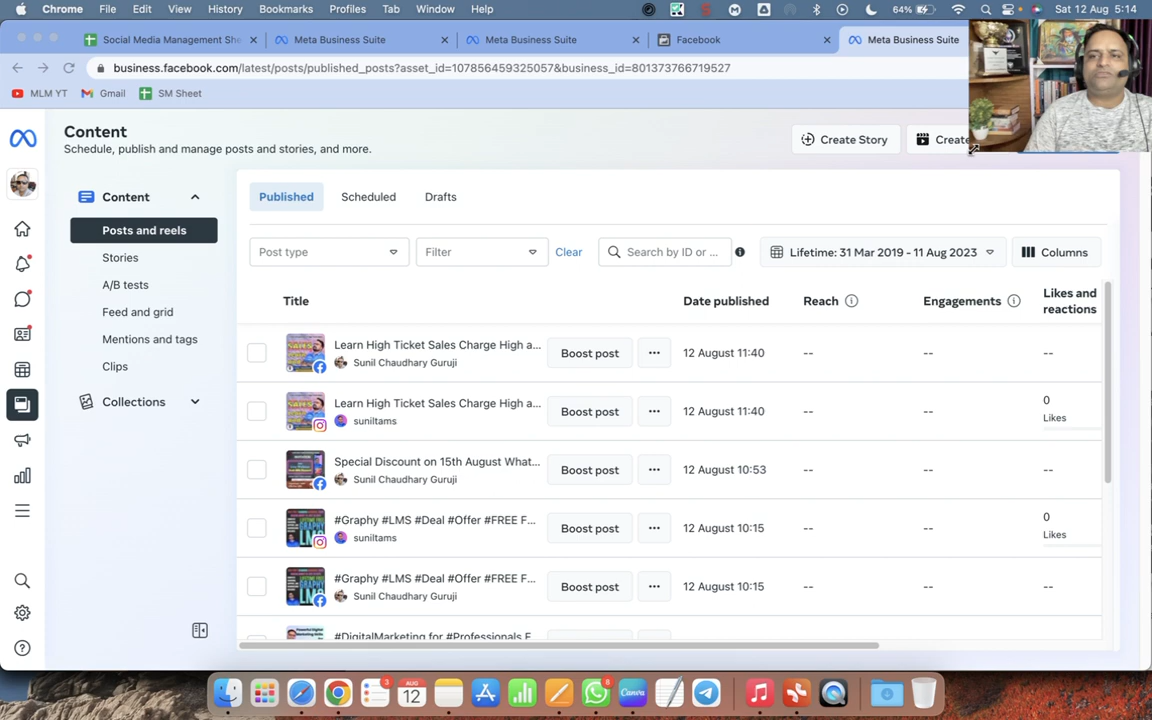 Chrome File Edit View History Bookmarks Profiles Tab Window Help 64% Sat 12 Aug 5:14
Social Media Management She
Meta Business Suite
Meta Business Suite
Facebook
Meta Business Suite
business.facebook.com/latest/posts/published_posts?asset_id=107856459325057&business_id=801373766719527
MLM YT Gmail SM Sheet
Content
Schedule, publish and manage posts and stories, and more.
Create Story
Create
Content
Posts and reels
Stories
A/B tests
Feed and grid
Mentions and tags
Clips
Collections
Published Scheduled Drafts
Post type Filter Clear Search by ID or ... Lifetime: 31 Mar 2019 - 11 Aug 2023 Columns
Title Date published Reach Engagements Likes and
reactions
Learn High Ticket Sales Charge High a...
Sunil Chaudhary Guruji
Boost post ... 12 August 11:40 -- -- --
Learn High Ticket Sales Charge High a...
suniltams
Boost post ... 12 August 11:40 -- -- 0
Likes
Special Discount on 15th August What...
Sunil Chaudhary Guruji
Boost post ... 12 August 10:53 -- -- --
#Graphy #LMS #Deal #Offer #FREE F...
suniltams
Boost post ... 12 August 10:15 -- -- 0
Likes
#Graphy #LMS #Deal #Offer #FREE F...
Sunil Chaudhary Guruji
Boost post ... 12 August 10:15 -- -- --
#DigitalMarketing for #Professionals F
3
AUG
12
8
Canva